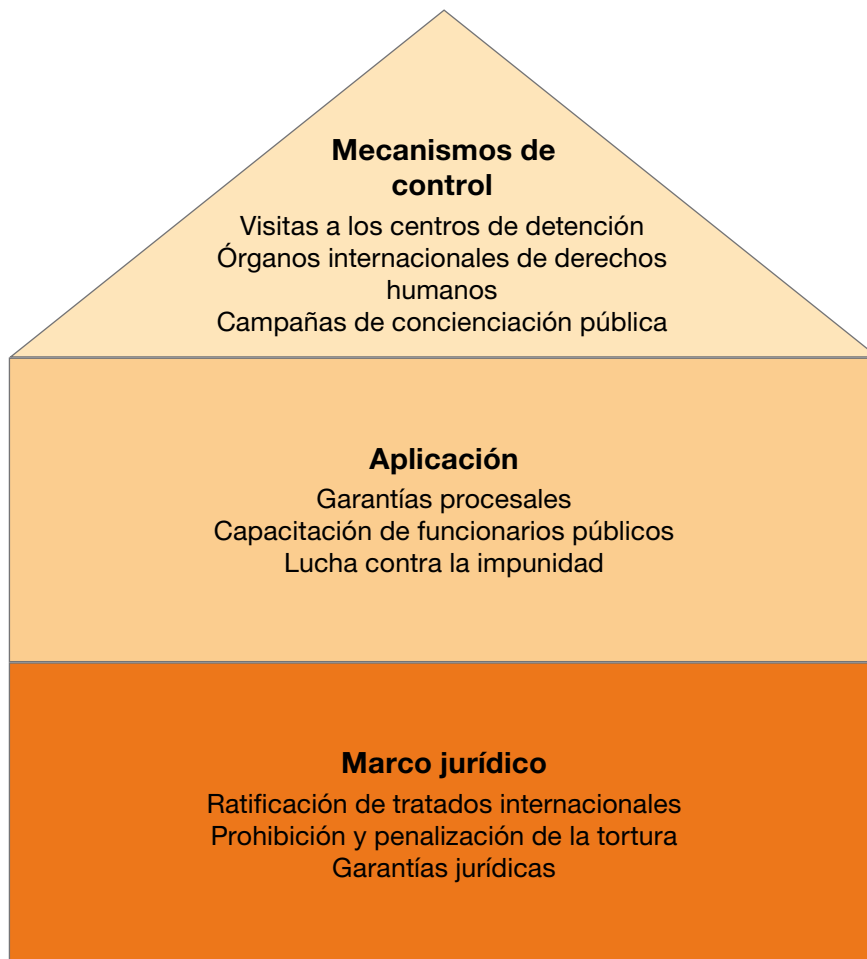 Mecanismos de
control
Visitas a los centros de detención
Órganos internacionales de derechos
humanos
Campañas de concienciación pública
Aplicación
Garantías procesales
Capacitación de funcionarios públicos
Lucha contra la impunidad
Marco jurídico
Ratificación de tratados internacionales
Prohibición y penalización de la tortura
Garantías jurídicas